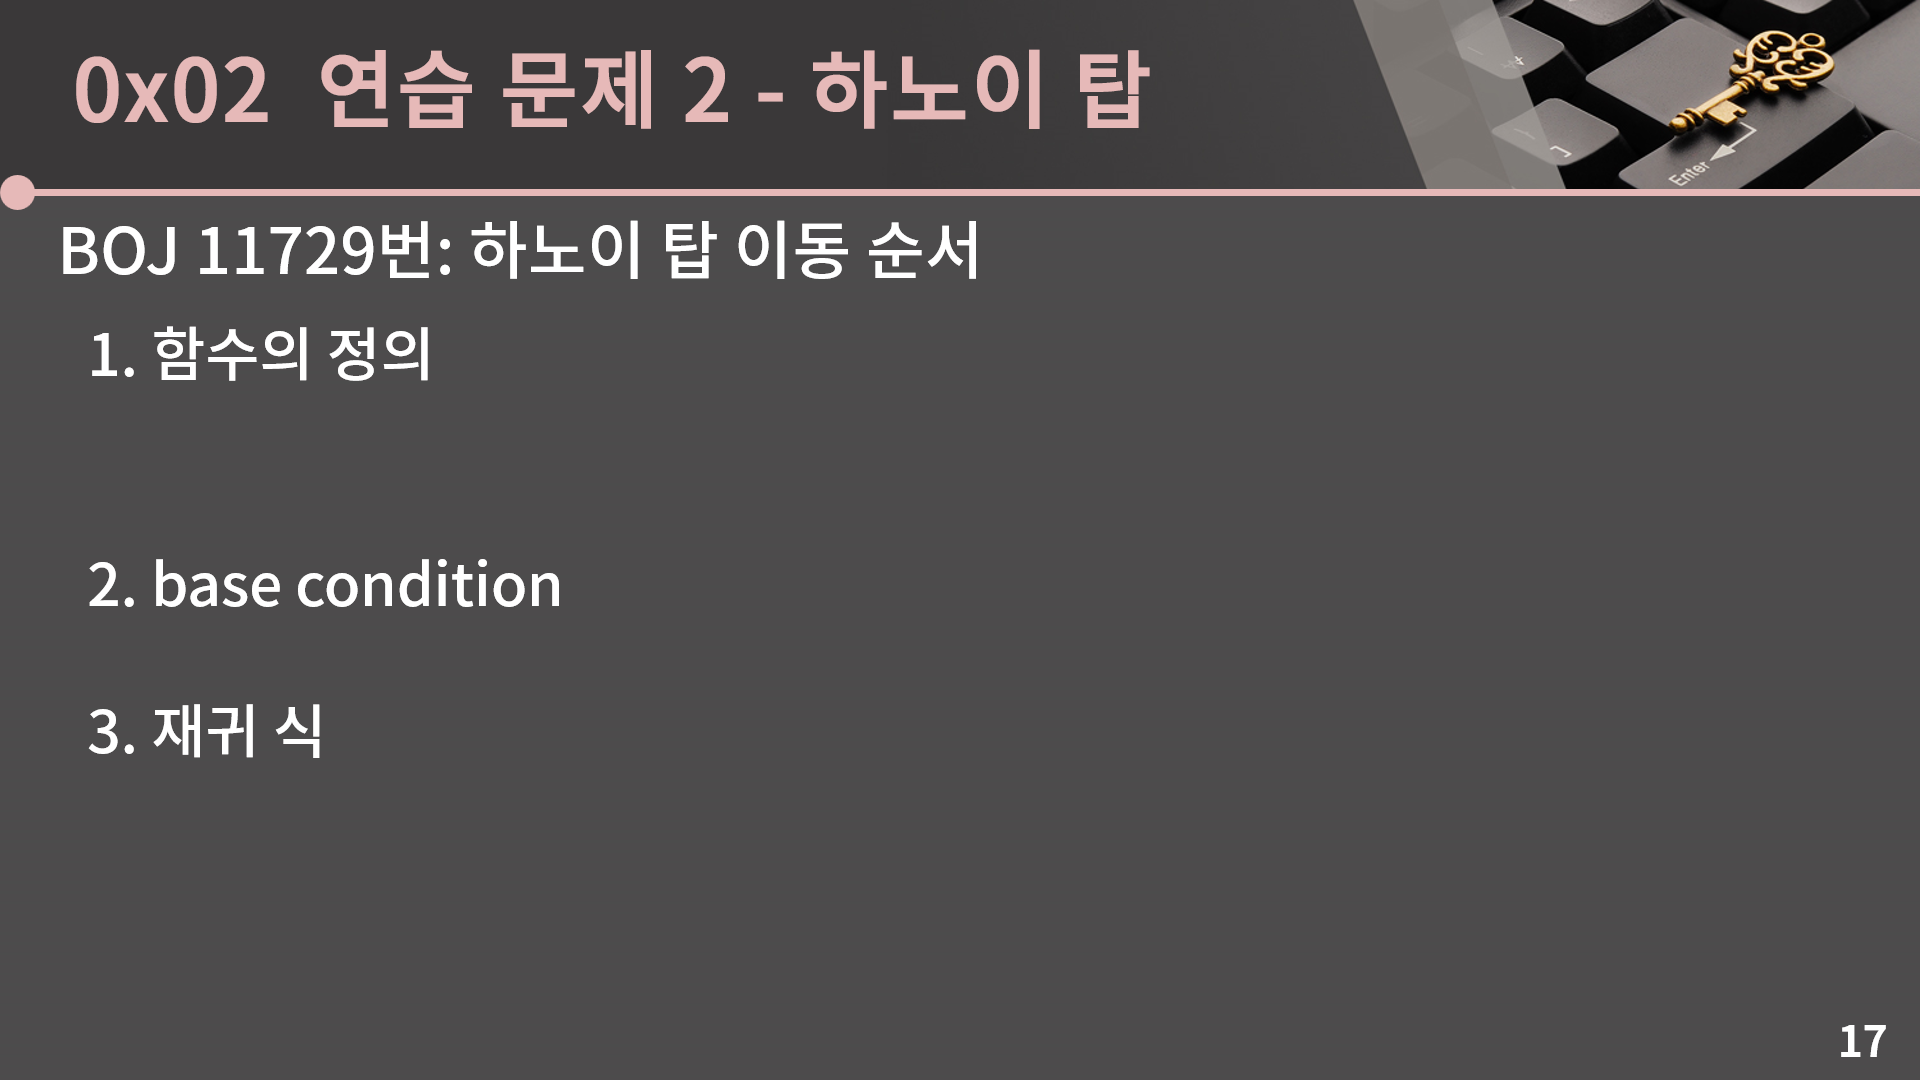 0x02 연습 문제 2 - 하노이 탑
Enter
BOJ 11729번: 하노이 탑 이동 순서
1. 함수의 정의
2. base condition
3. 재귀 식
17